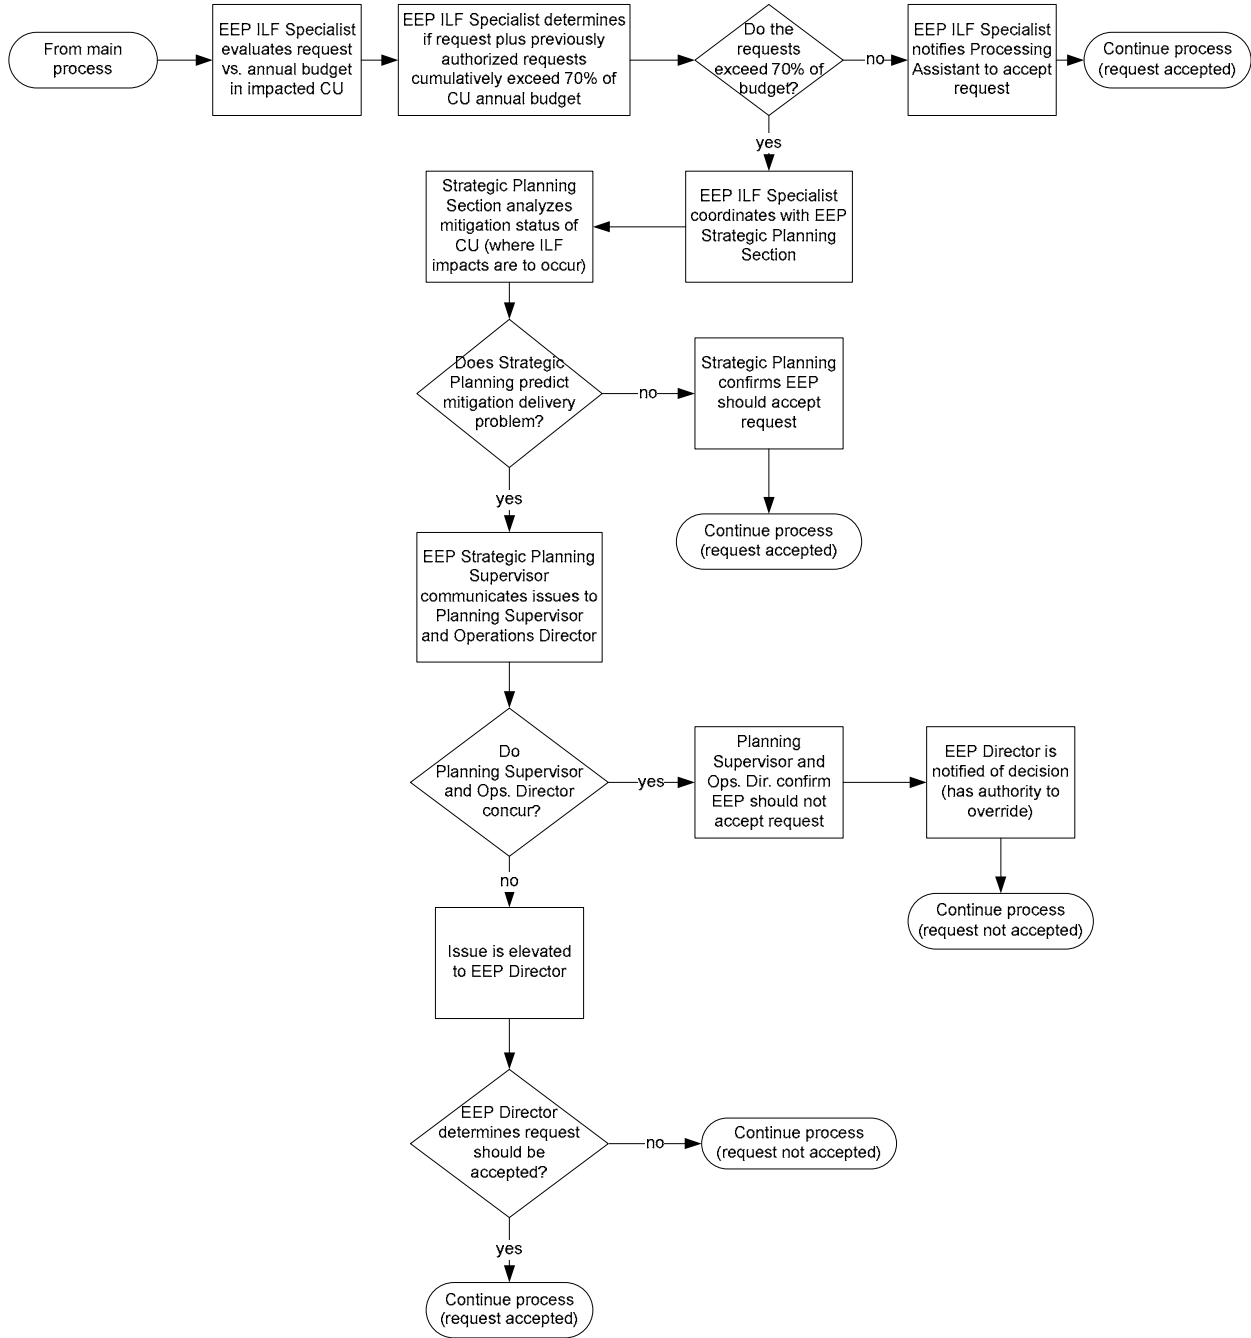 From main
process
EEP ILF Specialist
evaluates request
vs. annual budget
in impacted CU
EEP ILF Specialist determines
if request plus previously
authorized requests
cumulatively exceed 70% of
CU annual budget
Do the
requests
exceed 70% of
budget?
no
EEP ILF Specialist
notifies Processing
Assistant to accept
request
Continue process
(request accepted)
yes
EEP ILF Specialist
coordinates with EEP
Strategic Planning
Section
Strategic Planning
Section analyzes
mitigation status of
CU (where ILF
impacts are to occur)
Does Strategic
Planning predict
mitigation delivery
problem?
no
Strategic Planning
confirms EEP
should accept
request
Continue process
(request accepted)
yes
EEP Strategic Planning
Supervisor
communicates issues to
Planning Supervisor
and Operations Director
Do
Planning Supervisor
and Ops. Director
concur?
yes
Planning
Supervisor and
Ops. Dir. confirm
EEP should not
accept request
EEP Director is
notified of decision
(has authority to
override)
Continue process
(request not accepted)
no
Issue is elevated
to EEP Director
EEP Director
determines request
should be
accepted?
no
Continue process
(request not accepted)
yes
Continue process
(request accepted)